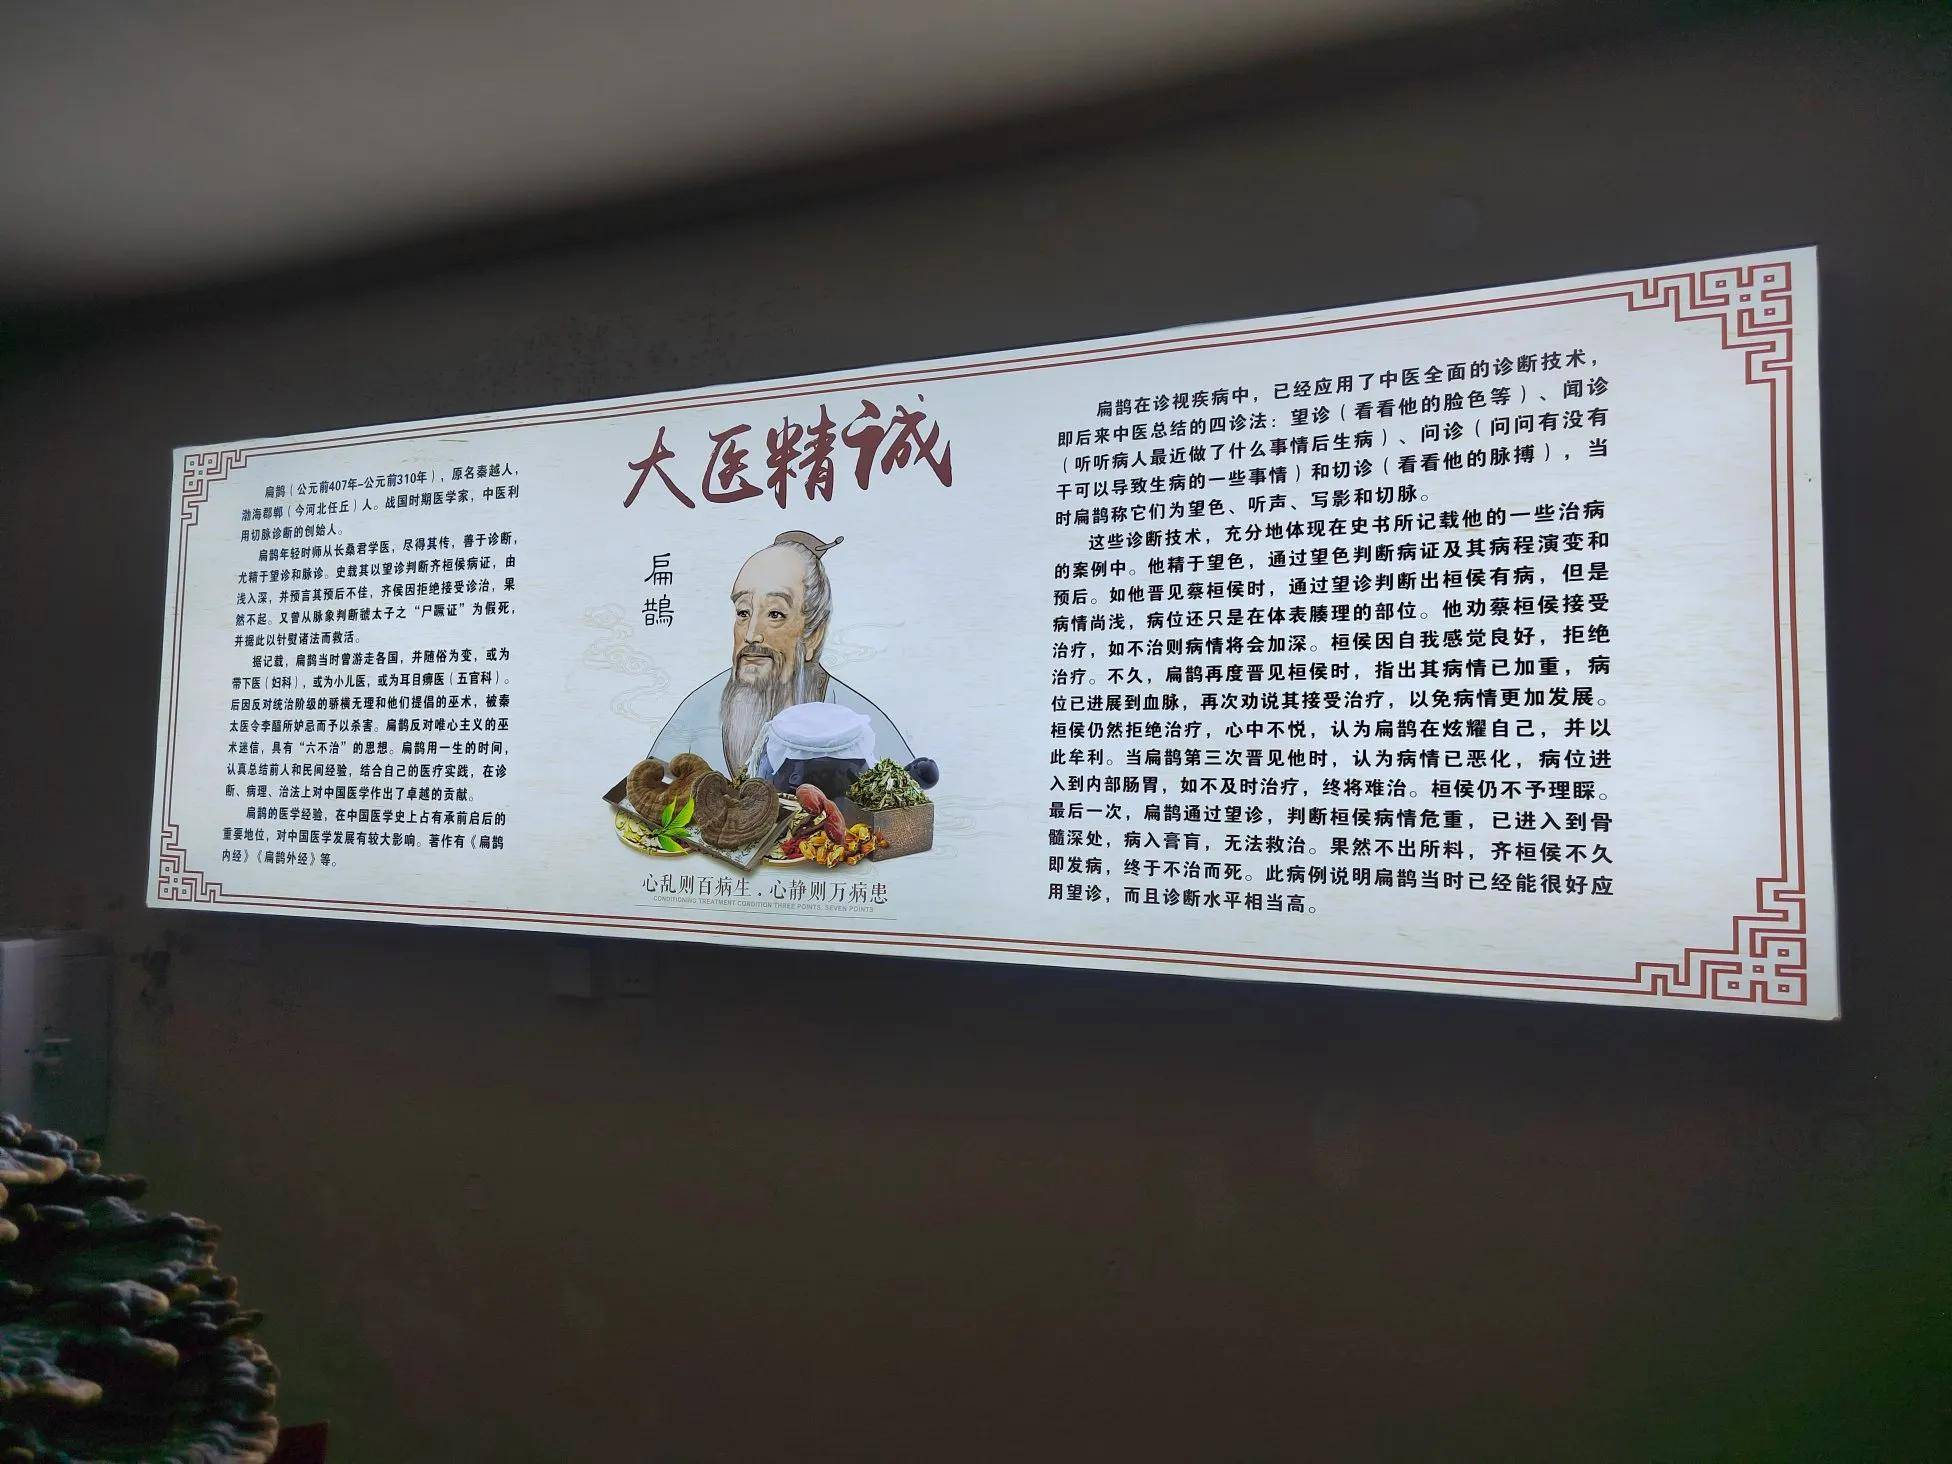 扁鹊（公元前407年-公元前310年），原名秦越人，
渤海郡鄚（今河北任丘）人。战国时期医学家，中医利
用切脉诊断的创始人。
扁鹊年轻时师从长桑君学医，尽得其传，善于诊断，
尤精于望诊和脉诊。史载其以望诊判断齐桓侯病证，由
浅入深，并预言其预后不佳，齐侯因拒绝接受诊治，果
然不起。又曾从脉象判断虢太子之“尸蹶证”为假死，
并据此以针熨诸法而救活。
据记载，扁鹊当时曾游走各国，并随俗为变，或为
带下医（妇科），或为小儿医，或为耳目痹医（五官科）。
后因反对统治阶级的骄横无理和他们提倡的巫术，被秦
太医令李醯所妒忌而予以杀害。扁鹊反对唯心主义的巫
术迷信，具有“六不治”的思想。扁鹊用一生的时间，
认真总结前人和民间经验，结合自己的医疗实践，在诊
断、病理、治法上对中国医学作出了卓越的贡献。
扁鹊的医学经验，在中国医学史上占有承前启后的
重要地位，对中国医学发展有较大影响。著作有《扁鹊
内经》《扁鹊外经》等。
大医精诚
扁鹊
心乱则百病生．心静则万病患
CONDITIONING TREATMENT CONDITION THREE POINTS, SEVEN POINTS
扁鹊在诊视疾病中，已经应用了中医全面的诊断技术，
即后来中医总结的四诊法：望诊（看看他的脸色等）、闻诊
（听听病人最近做了什么事情后生病）、问诊（问问有没有
干可以导致生病的一些事情）和切诊（看看他的脉搏），当
时扁鹊称它们为望色、听声、写影和切脉。
这些诊断技术，充分地体现在史书所记载他的一些治病
的案例中。他精于望色，通过望色判断病证及其病程演变和
预后。如他晋见蔡桓侯时，通过望诊判断出桓侯有病，但是
病情尚浅，病位还只是在体表腠理的部位。他劝蔡桓侯接受
治疗，如不治则病情将会加深。桓侯因自我感觉良好，拒绝
治疗。不久，扁鹊再度晋见桓侯时，指出其病情已加重，病
位已进展到血脉，再次劝说其接受治疗，以免病情更加发展。
桓侯仍然拒绝治疗，心中不悦，认为扁鹊在炫耀自己，并以
此牟利。当扁鹊第三次晋见他时，认为病情已恶化，病位进
入到内部肠胃，如不及时治疗，终将难治。桓侯仍不予理睬。
最后一次，扁鹊通过望诊，判断桓侯病情危重，已进入到骨
髓深处，病入膏肓，无法救治。果然不出所料，齐桓侯不久
即发病，终于不治而死。此病例说明扁鹊当时已经能很好应
用望诊，而且诊断水平相当高。